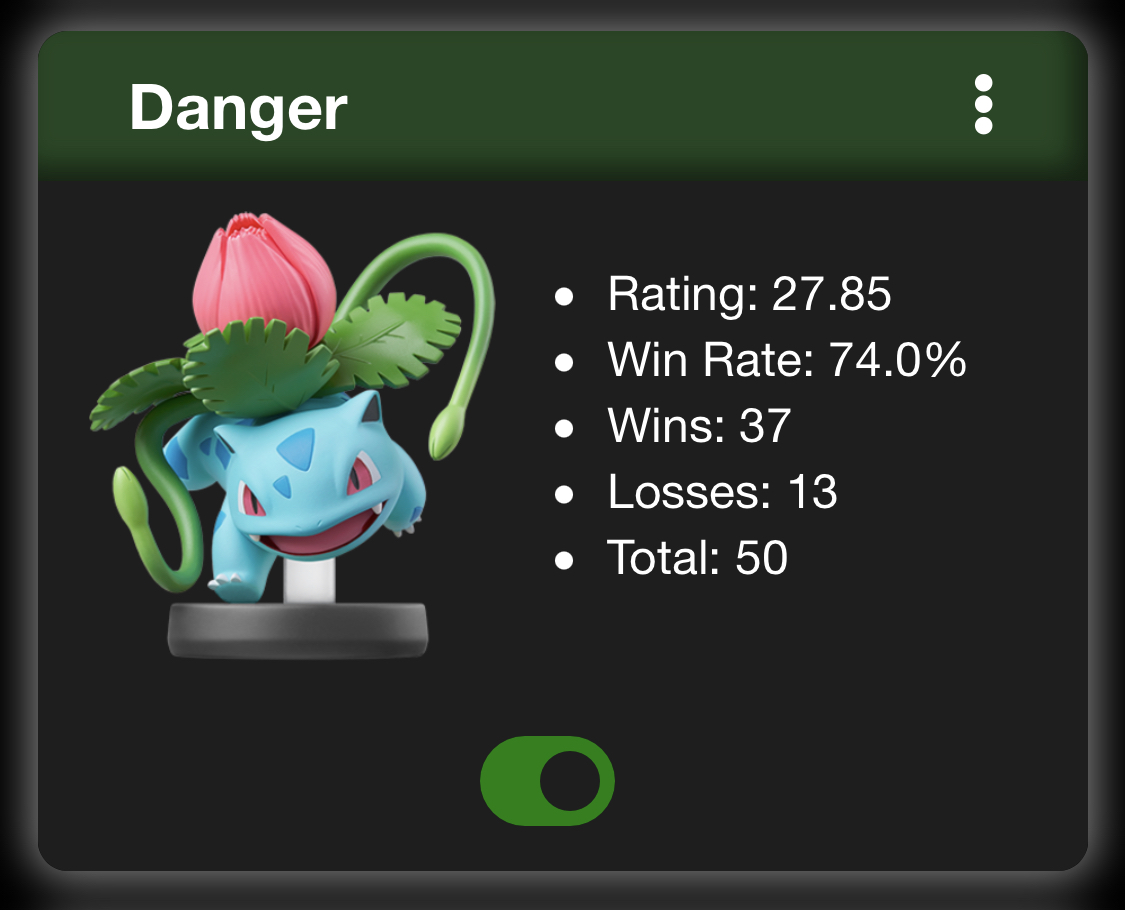 Danger
Rating: 27.85
Win Rate: 74.0%
Wins: 37
Losses: 13
Total: 50